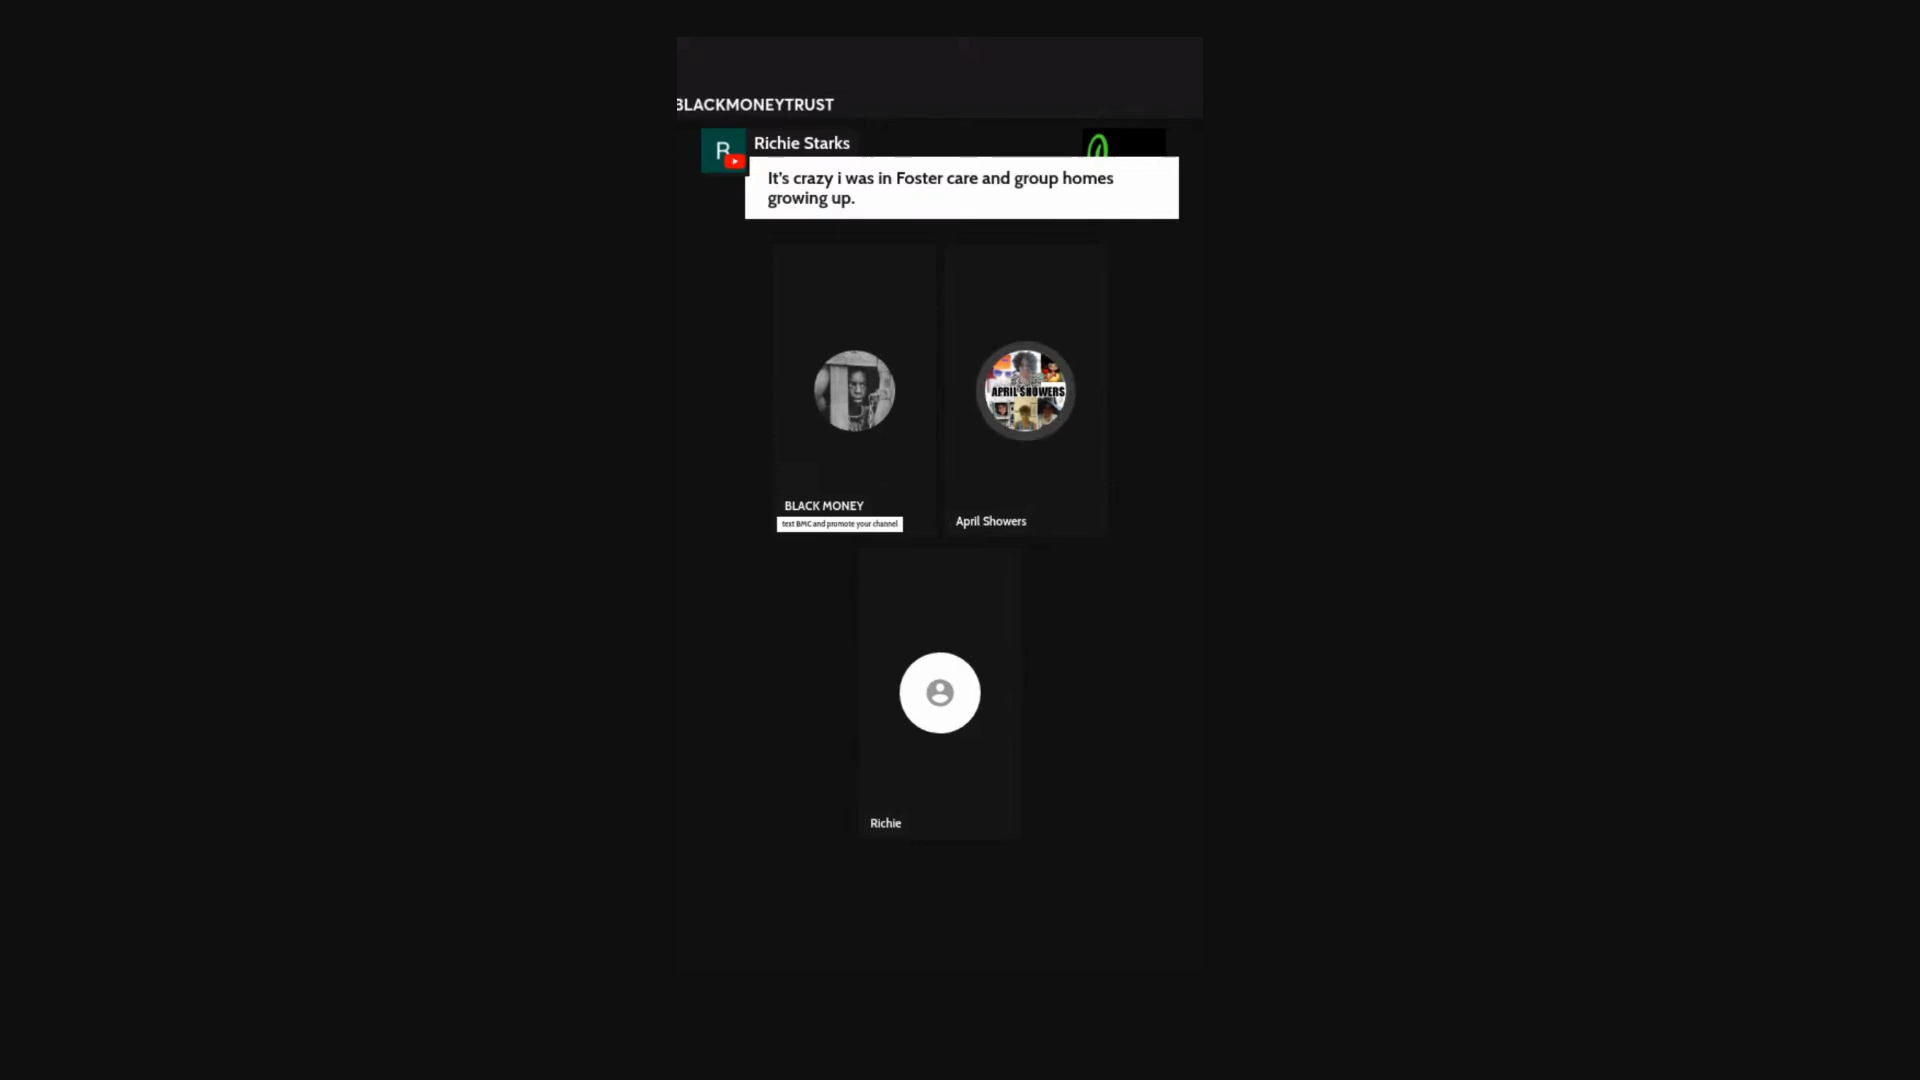 BLACKMONEYTRUST
R
Richie Starks
It's crazy i was in Foster care and group homes
growing up.
APRIL SHOWERS
BLACK MONEY
text BMC and promote your channel
April Showers
Richie